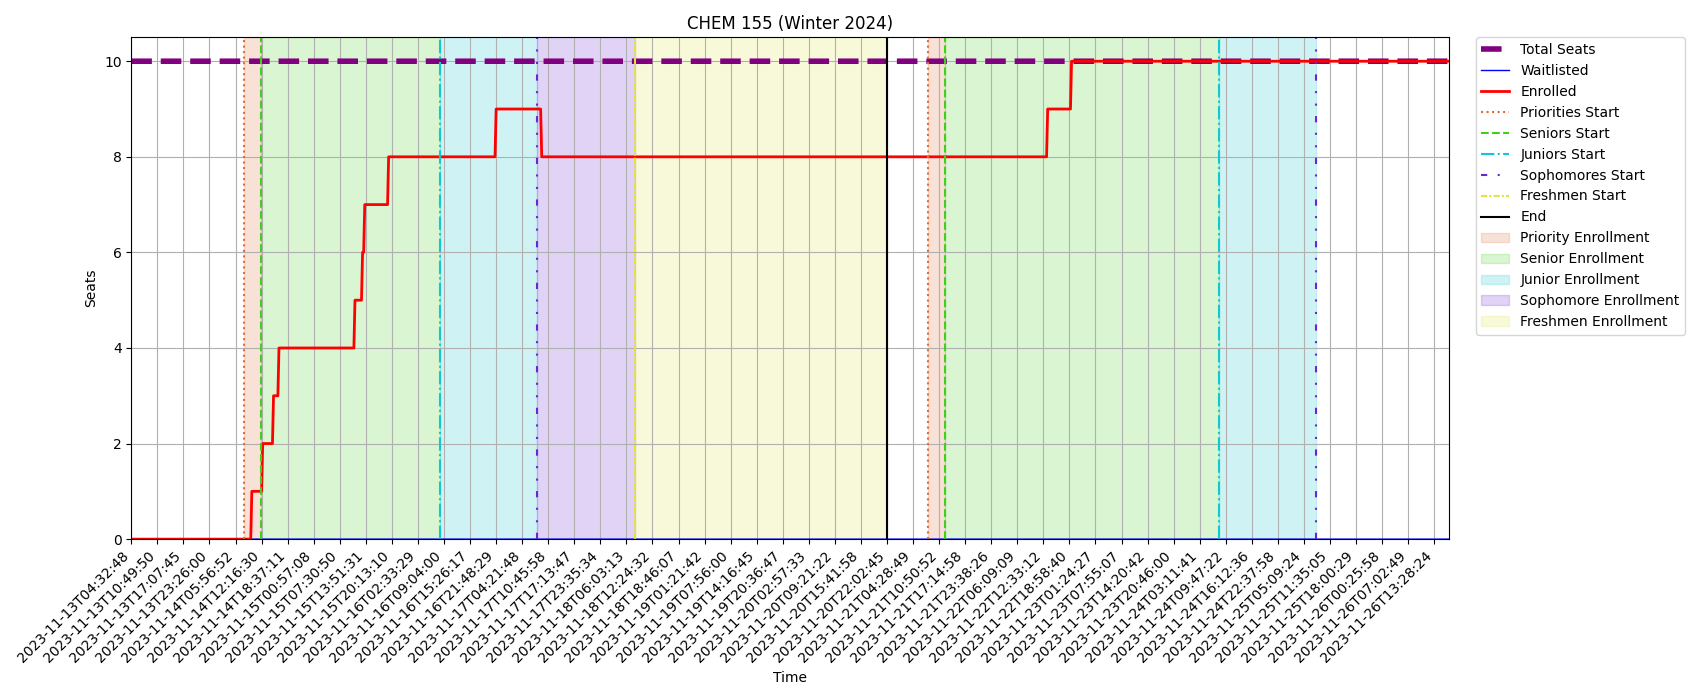 CHEM 155 (Winter 2024)
Seats
10
8
6
4
2
0
2023-11-13T04:32:48
2023-11-13T10:49:50
2023-11-13T17:07:45
2023-11-13T23:26:00
2023-11-14T05:56:52
2023-11-14T12:16:30
2023-11-14T18:37:11
2023-11-15T00:57:08
2023-11-15T07:30:50
2023-11-15T13:51:31
2023-11-15T20:13:10
2023-11-16T02:33:29
2023-11-16T09:04:00
2023-11-16T15:26:17
2023-11-16T21:48:29
2023-11-17T04:21:48
2023-11-17T10:45:58
2023-11-17T17:13:47
2023-11-17T23:35:34
2023-11-18T06:03:13
2023-11-18T12:24:32
2023-11-18T18:46:07
2023-11-19T01:21:42
2023-11-19T07:56:00
2023-11-19T14:16:45
2023-11-19T20:36:47
2023-11-20T02:57:33
2023-11-20T09:21:22
2023-11-20T15:41:58
2023-11-20T22:02:45
2023-11-21T04:28:49
2023-11-21T10:50:52
2023-11-21T17:14:58
2023-11-21T23:38:26
2023-11-22T06:09:09
2023-11-22T12:33:12
2023-11-22T18:58:40
2023-11-23T01:24:27
2023-11-23T07:55:07
2023-11-23T14:20:42
2023-11-23T20:46:00
2023-11-24T03:11:41
2023-11-24T09:47:22
2023-11-24T16:12:36
2023-11-24T22:37:58
2023-11-25T05:09:24
2023-11-25T11:35:05
2023-11-25T18:00:29
2023-11-26T00:25:58
2023-11-26T07:02:49
2023-11-26T13:28:24
Time
Total Seats
Waitlisted
Enrolled
Priorities Start
Seniors Start
Juniors Start
Sophomores Start
Freshmen Start
End
Priority Enrollment
Senior Enrollment
Junior Enrollment
Sophomore Enrollment
Freshmen Enrollment